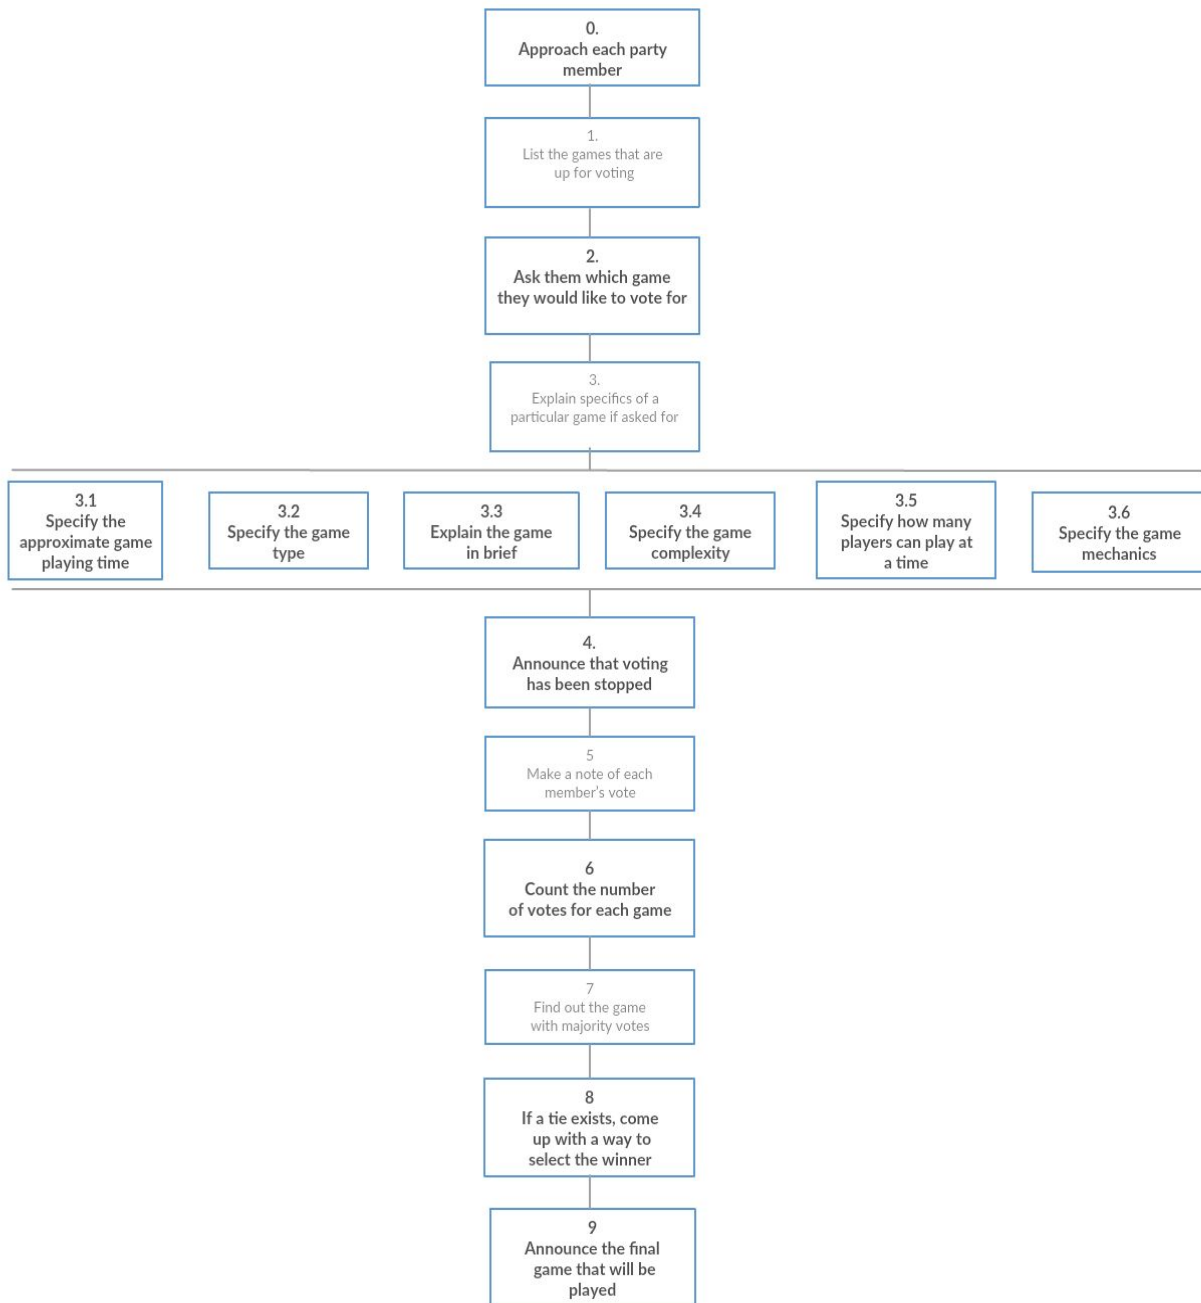 0.
Approach each party
member
1.
List the games that are
up for voting
2.
Ask them which game
they would like to vote for
3.
Explain specifics of a
particular game if asked for
3.1
Specify the
approximate game
playing time
3.2
Specify the game
type
3.3
Explain the game
in brief
3.4
Specify the game
complexity
3.5
Specify how many
players can play at
a time
3.6
Specify the game
mechanics
4.
Announce that voting
has been stopped
5
Make a note of each
member's vote
6
Count the number
of votes for each game
7
Find out the game
with majority votes
8
If a tie exists, come
up with a way to
select the winner
9
Announce the final
game that will be
played